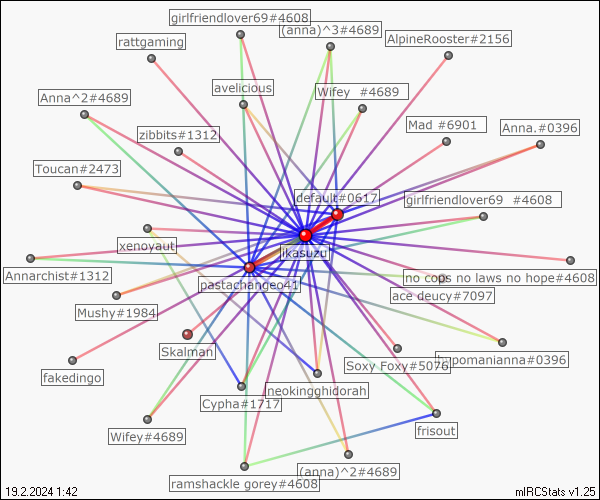 girlfriendlover69#4608
(anna)^3#4689
rattgaming
AlpineRooster#2156
avelicious
Wifey #4689
Anna^2#4689
zibbits#1312
Mad #6901
Anna.#0396
Toucan#2473
default#0617
girlfriendlover69 #4608
xenoyaut
ikasuzu
Annarchist#1312
pastachangeo41
no cops no laws no hope#4608
ace deucy#7097
Mushy#1984
Skalman
Soxy Foxy#5076
hypomanianna#0396
fakedingo
Cypha#1717
neokingghidorah
Wifey#4689
frisout
ramshackle gorey#4608
(anna)^2#4689
19.2.2024 1:42
mIRCStats v1.25